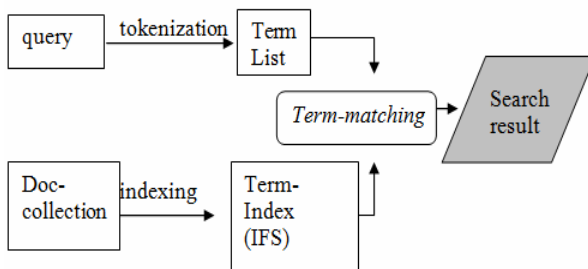 query
tokenization
Term
List
Term-matching
Search
result
Doc-
collection
indexing
Term-
Index
(IFS)